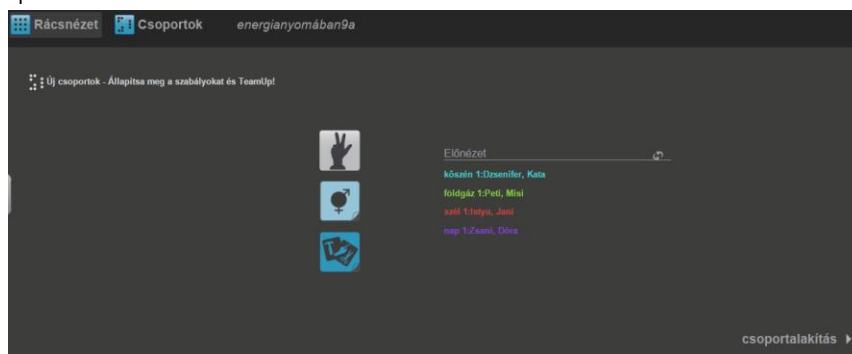 Rácsnézet Csoportok energianyomában9a
Új csoportok - Állapítsa meg a szabályokat és TeamUp!
Előnézet
kőszén 1:Dzsenifer, Kata
földgáz 1:Peti, Misi
szél 1:Istyu, Jani
nap 1:Zsani, Dóra
csoportalakítás